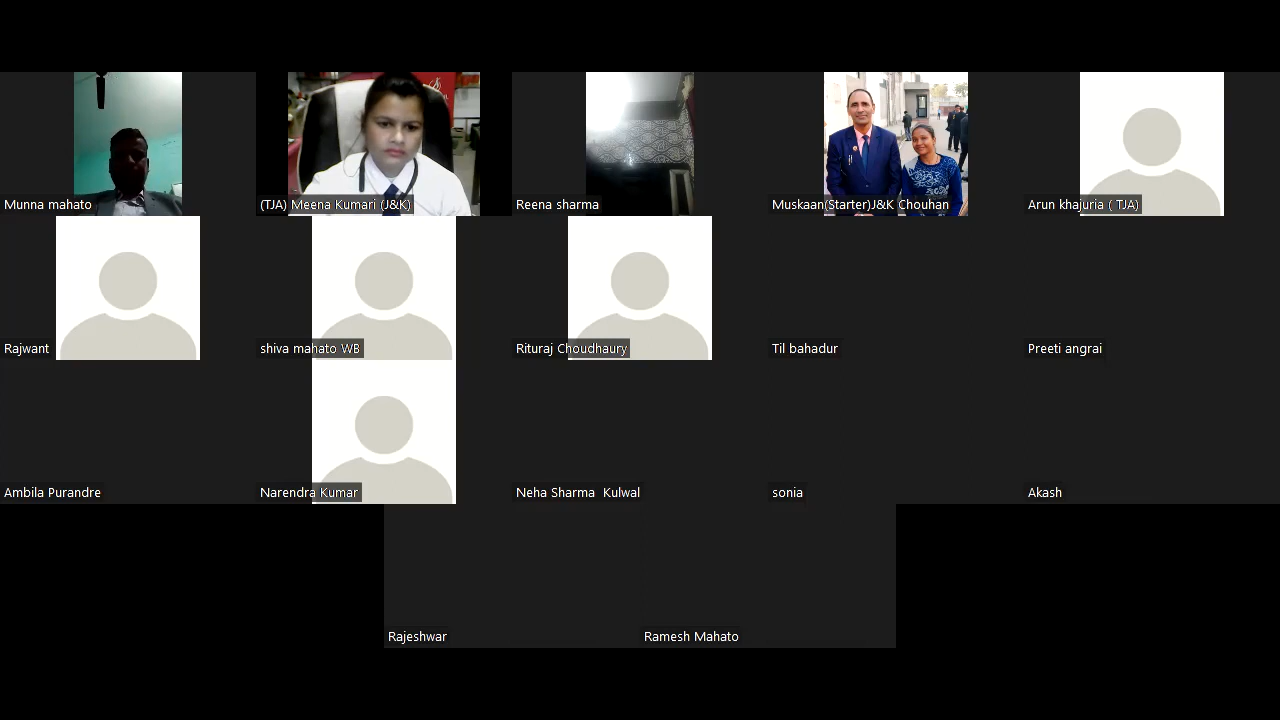 Munna mahato
(TJA) Meena Kumari (J&K)
Reena sharma
Muskaan(Starter)J&K Chouhan
Arun khajuria ( TJA)
Rajwant
shiva mahato WB
Rituraj Choudhaury
Til bahadur
Preeti angrai
Ambila Purandre
Narendra Kumar
Neha Sharma  Kulwal
sonia
Akash
Rajeshwar
Ramesh Mahato